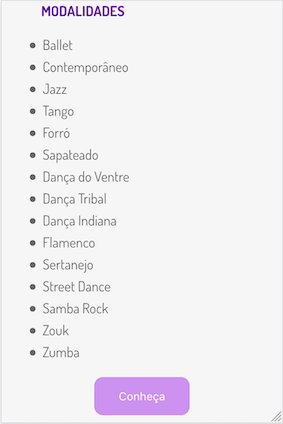 MODALIDADES
Ballet
Contemporâneo
Jazz
Tango
Forró
Sapateado
Dança do Ventre
Dança Tribal
Dança Indiana
Flamenco
Sertanejo
Street Dance
Samba Rock
Zouk
Zumba
Conheça